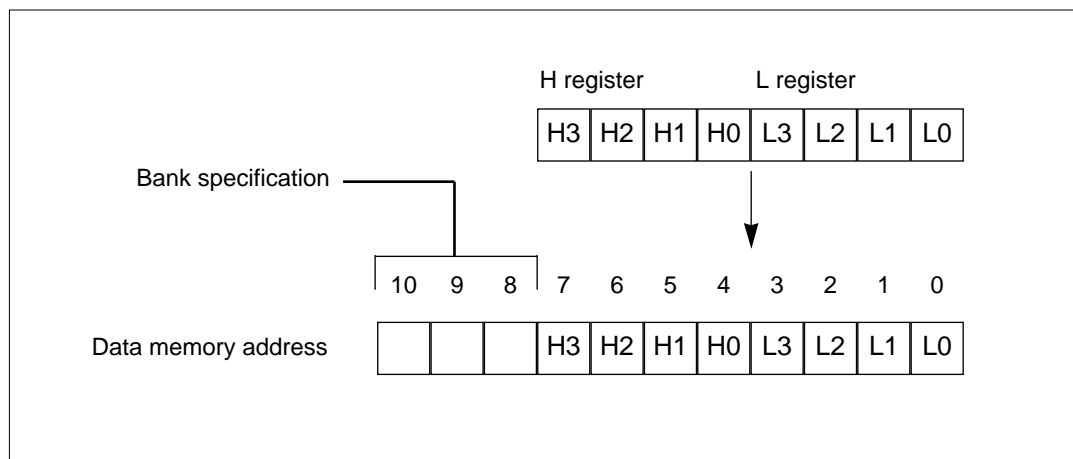 H register L register
H3 H2 H1 H0 L3 L2 L1 L0
Bank specification
10 9 8 7 6 5 4 3 2 1 0
Data memory address H3 H2 H1 H0 L3 L2 L1 L0